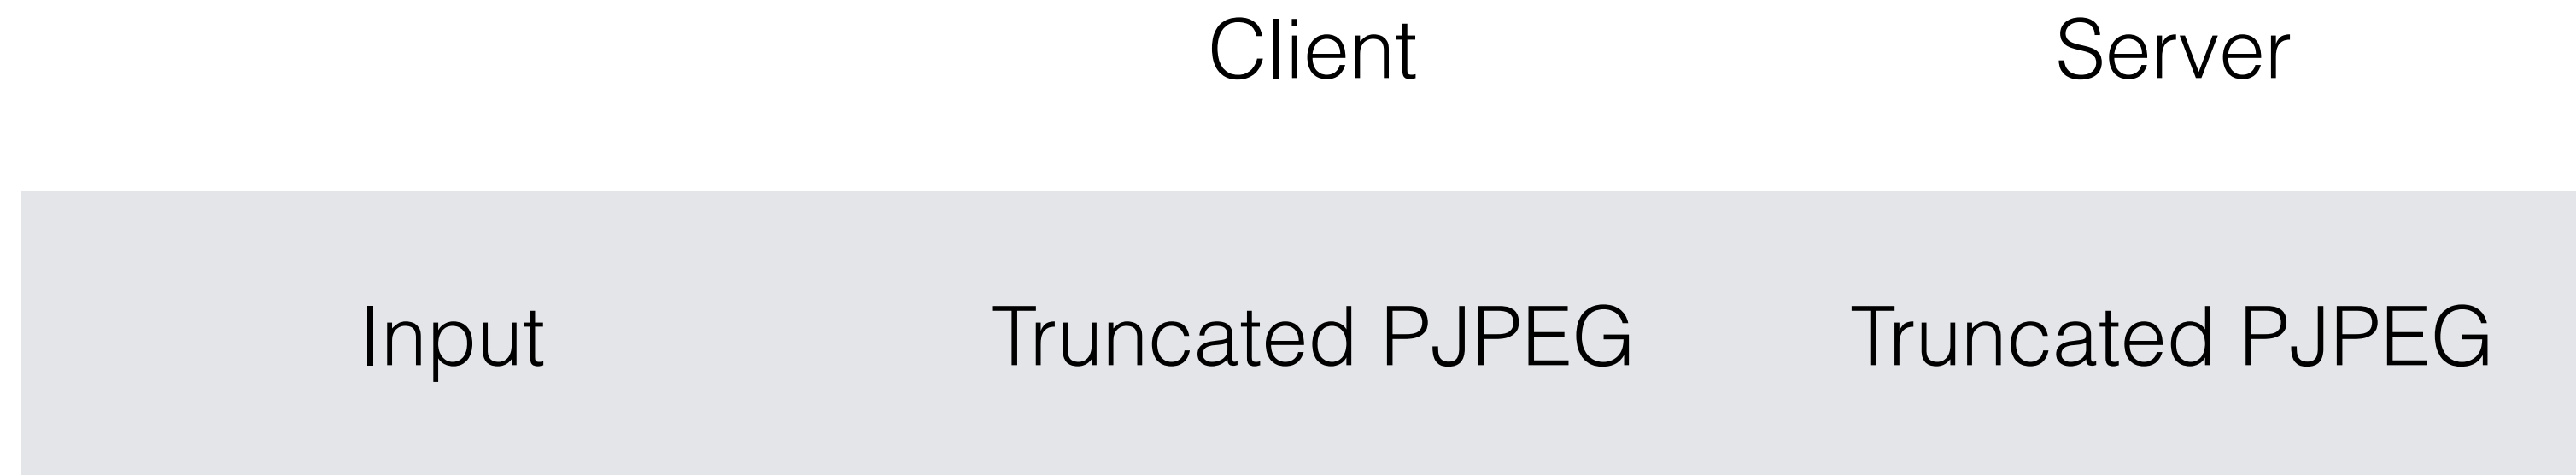 Client Server
Input Truncated PJPEG Truncated PJPEG